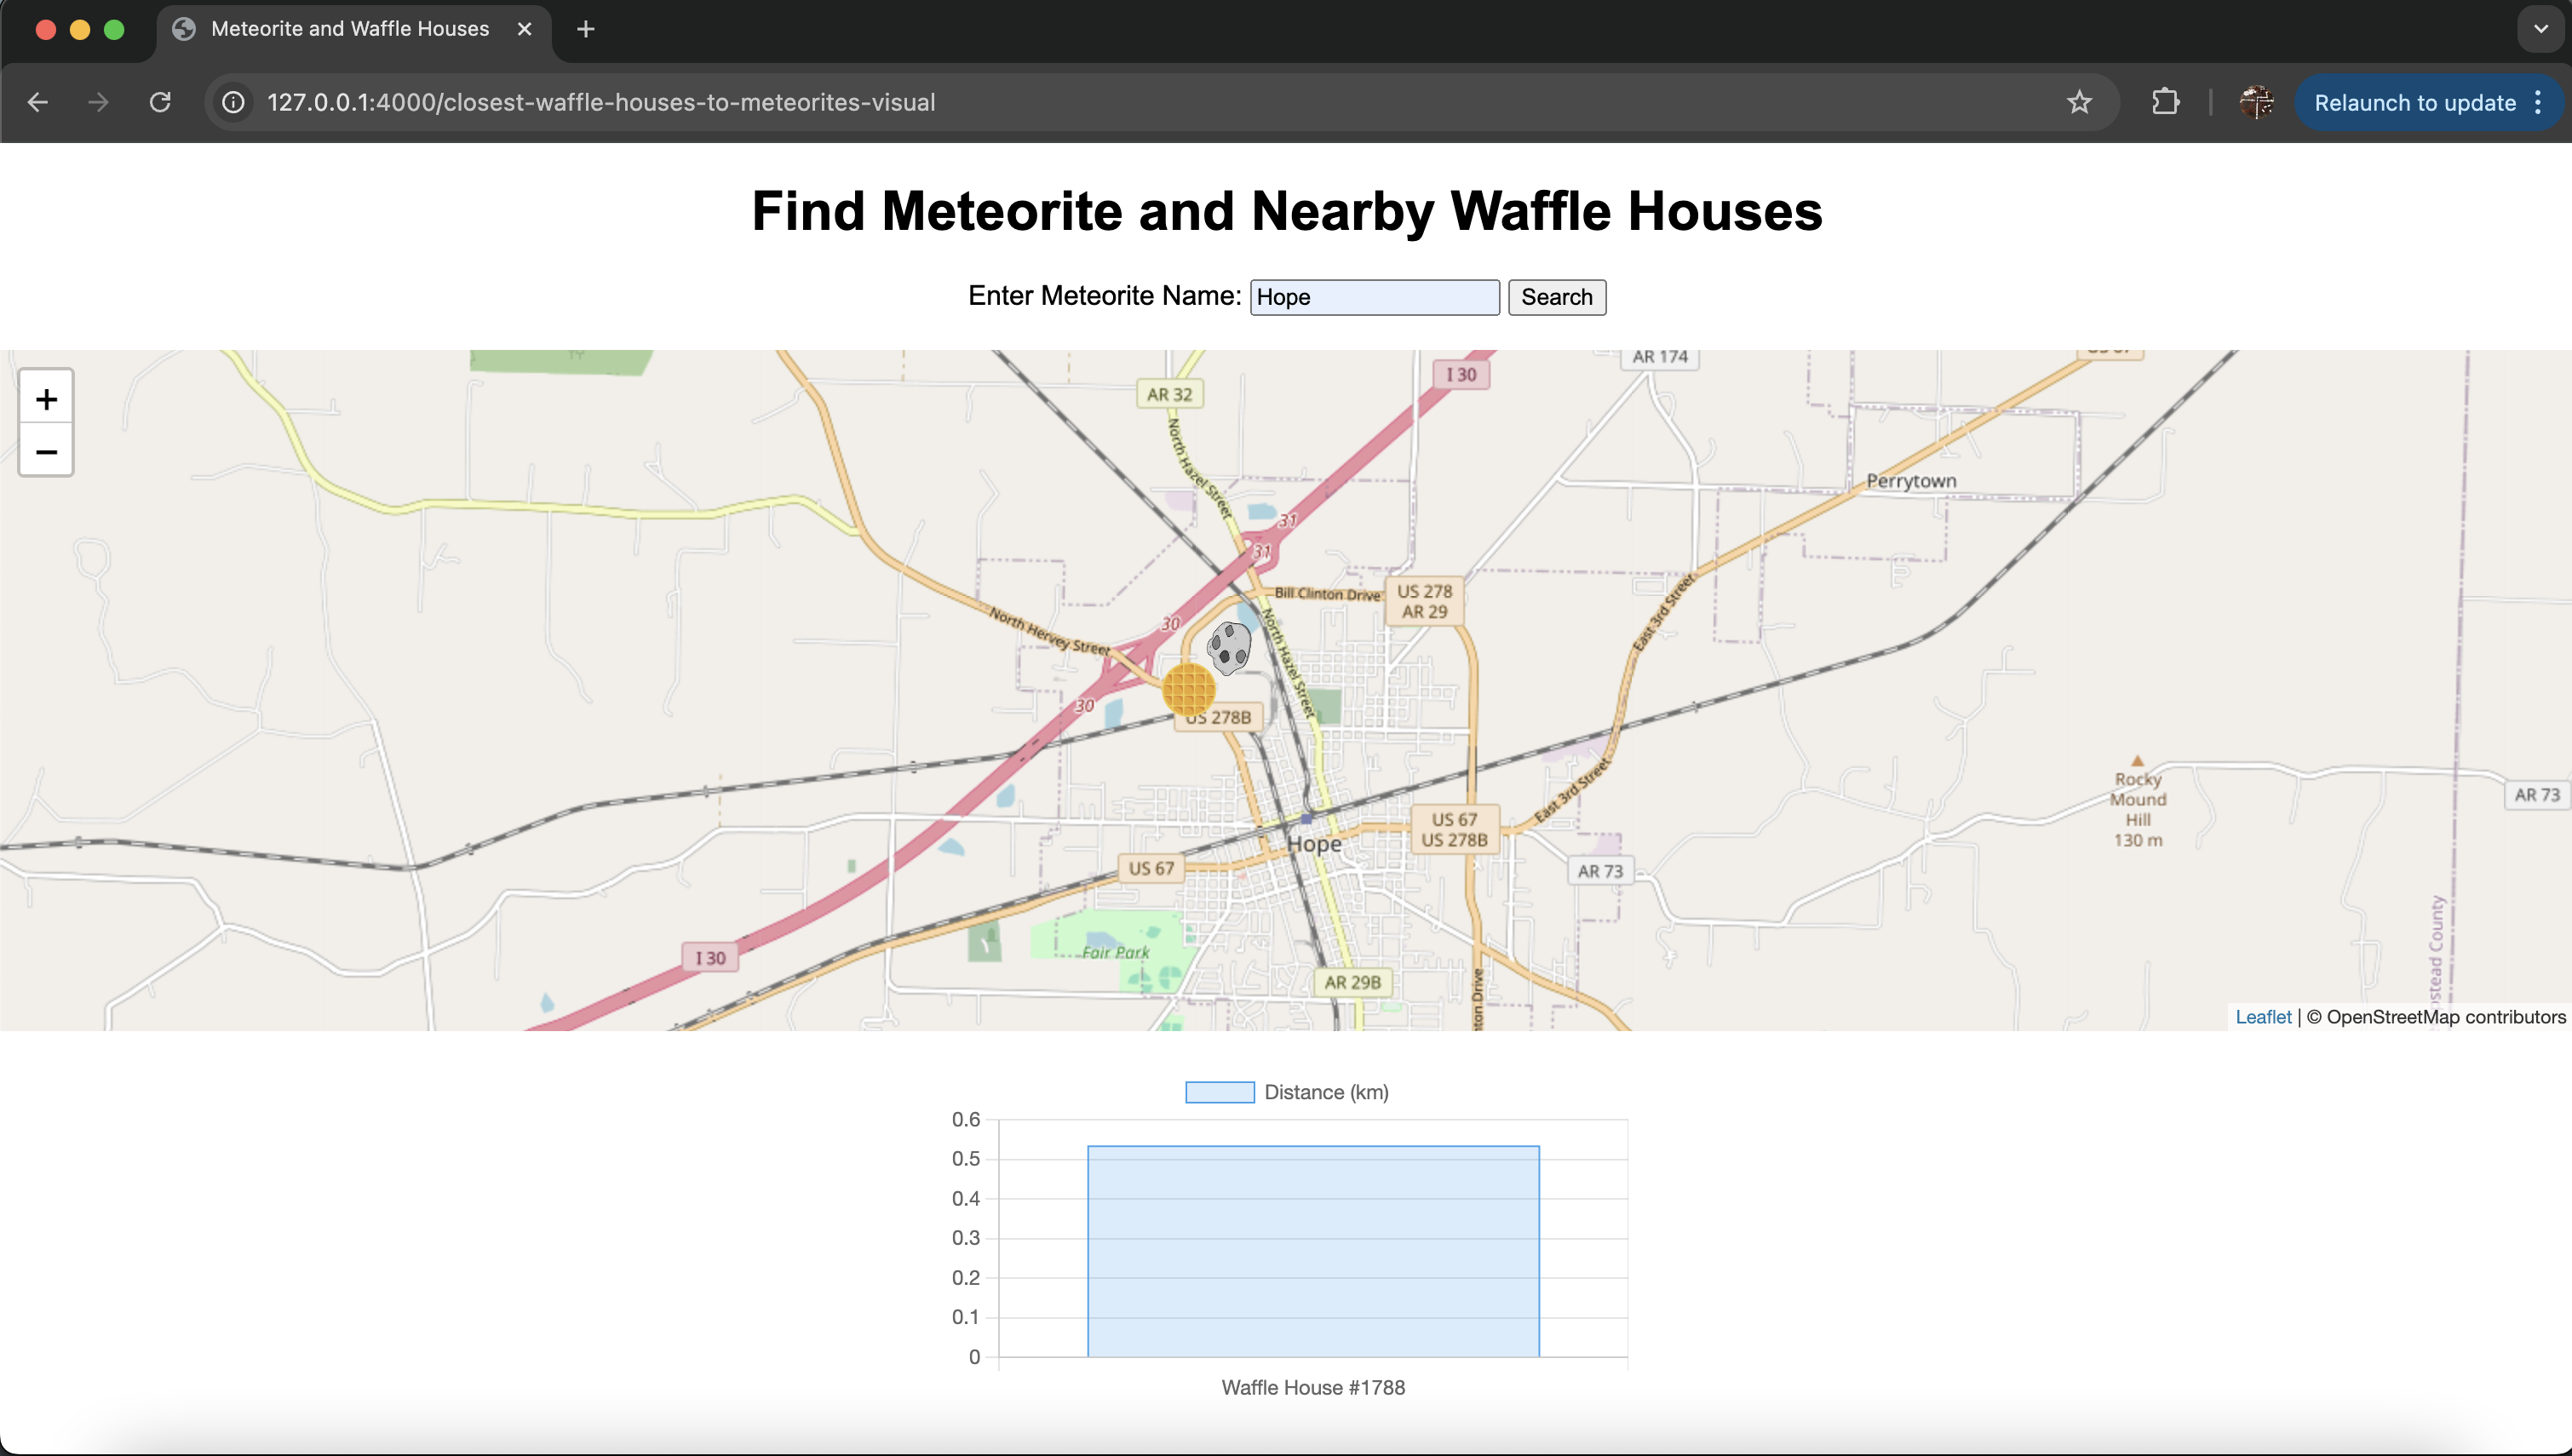 Meteorite and Waffle Houses
127.0.0.1:4000/closest-waffle-houses-to-meteorites-visual
Relaunch to update
Find Meteorite and Nearby Waffle Houses
Enter Meteorite Name: Hope Search
+
−
AR 32
I 30
AR 174
North Hazel Street
Perrytown
31
31
Bill Clinton Drive
US 278
AR 29
North Hervey Street
30
North Hazel Street
East 3rd Street
30
US 278B
East 3rd Street
Rocky
Mound
Hill
130 m
AR 73
US 67
US 278B
Hope
US 67
AR 73
I 30
Fair Park
AR 29B
Leaflet | © OpenStreetMap contributors
Distance (km)
0.6
0.5
0.4
0.3
0.2
0.1
0
Waffle House #1788